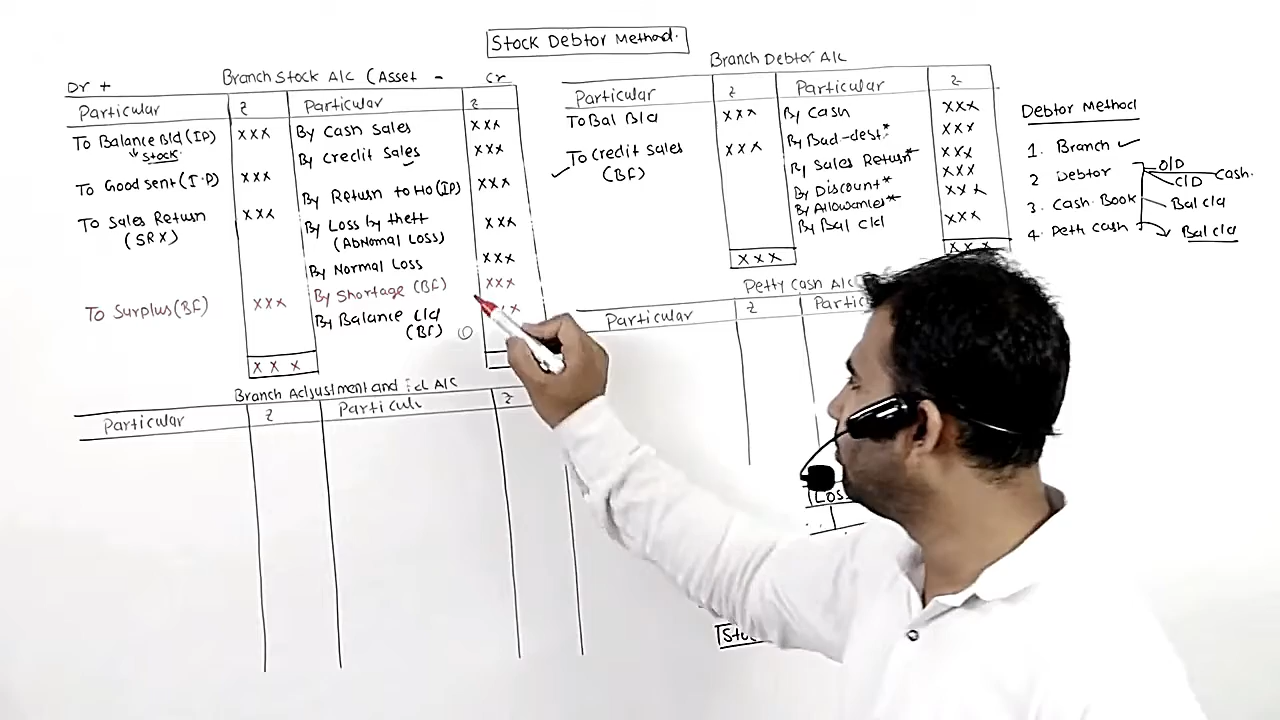 Stock Debtor Method.
Dr + Branch Stock A/c (Asset - Cr
Particular z Particular z
To Balance B/d (IP) xxx By Cash Sales xxx
↓ stock.
By Credit Sales xxx
To Good sent (I.P) xxx
By Return to HO (IP) xxx
To Sales Return xxx
(SRX)
By Loss by theft xxx
(AbNormal Loss)
By Normal Loss xxx
To Surplus (BF) xxx By Shortage (BF) xxx
By Balance c/d
(BF)
xxx
Branch Debtor A/c
Particular z Particular z
To Bal B/d xxx By Cash xxx
By Bad-dest* xxx
To Credit Sales xxx By Sales Return* xxx
(BF)
By Discount* xxx
By Allowances* xxx
By Bal c/d xxx
xxx xxx
Debtor Method
1. Branch ✓
2 Debtor
3. Cash Book
4. Peth cash
O/D
C/D
Cash.
Bal c/d
Bal c/d
Petty Cash A/c
Particular z
Branch Adjustment and
Particular z z